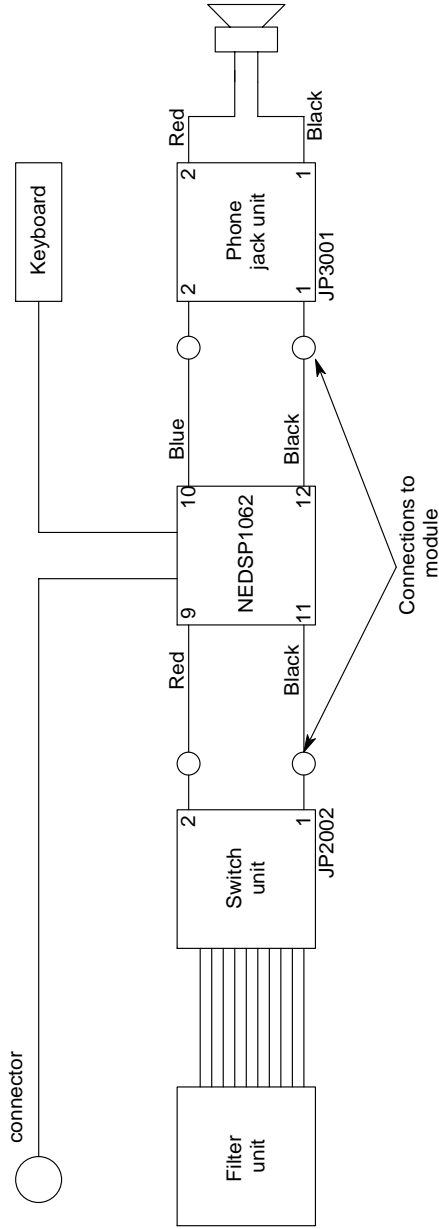 connector
Keyboard
Filter
unit
Switch
unit
2
1
JP2002
Red
Black
9
10
11
12
NEDSP1062
Blue
Black
2
1
Phone
jack unit
2
1
JP3001
Red
Black
Connections to
module